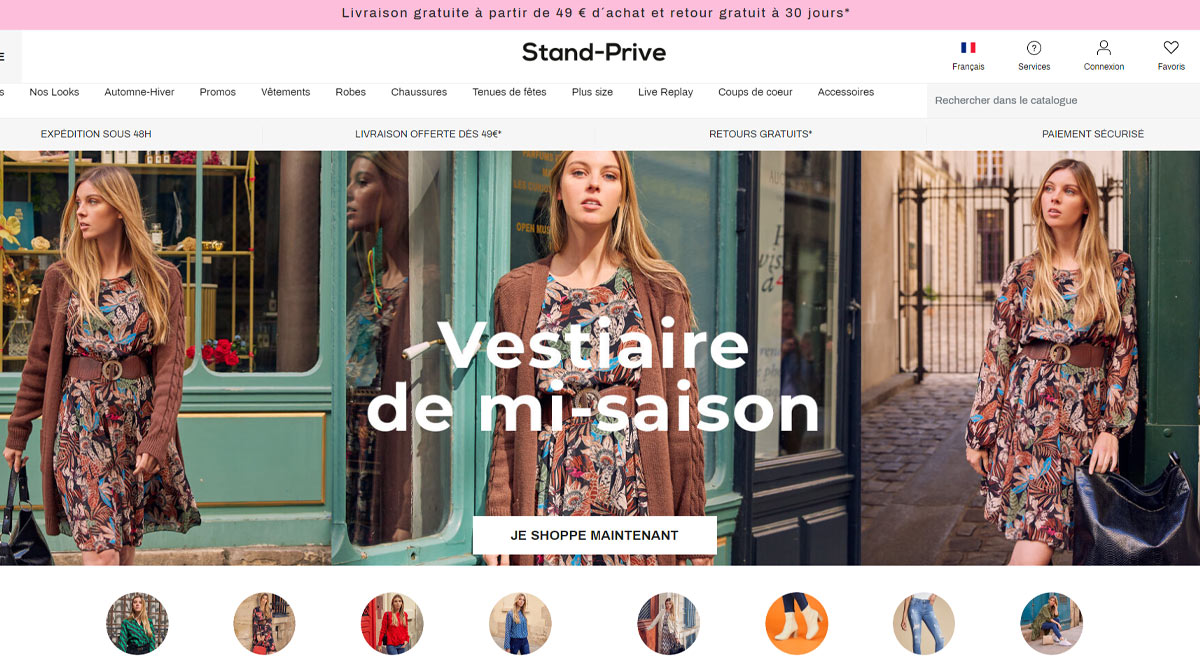 Livraison gratuite à partir de 49 € d´achat et retour gratuit à 30 jours*
Stand-Prive
Français
Services
Connexion
Favoris
s
Nos Looks
Automne-Hiver
Promos
Vêtements
Robes
Chaussures
Tenues de fêtes
Plus size
Live Replay
Coups de coeur
Accessoires
Rechercher dans le catalogue
EXPÉDITION SOUS 48H
LIVRAISON OFFERTE DÈS 49€*
RETOURS GRATUITS*
PAIEMENT SÉCURISÉ
OPEN
Vestiaire
de mi-saison
JE SHOPPE MAINTENANT